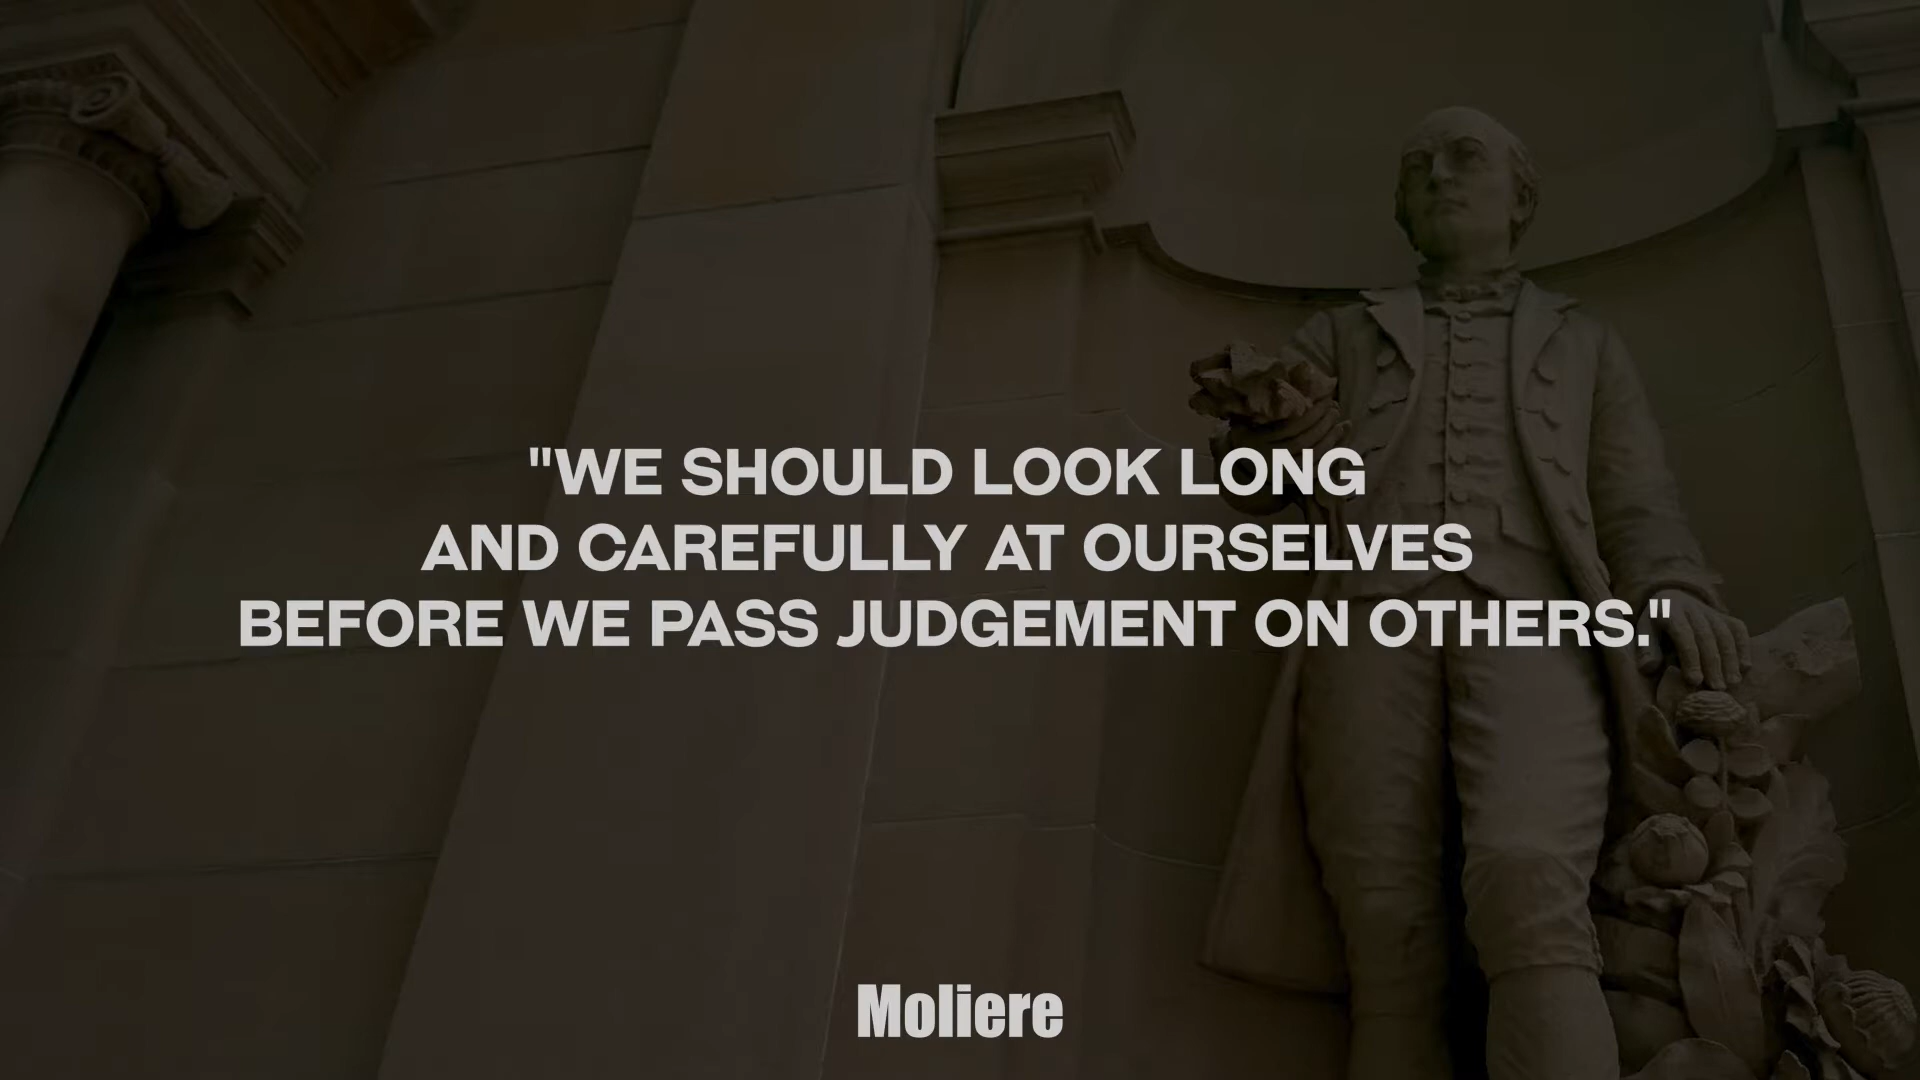 "WE SHOULD LOOK LONG
AND CAREFULLY AT OURSELVES
BEFORE WE PASS JUDGEMENT ON OTHERS."
Moliere